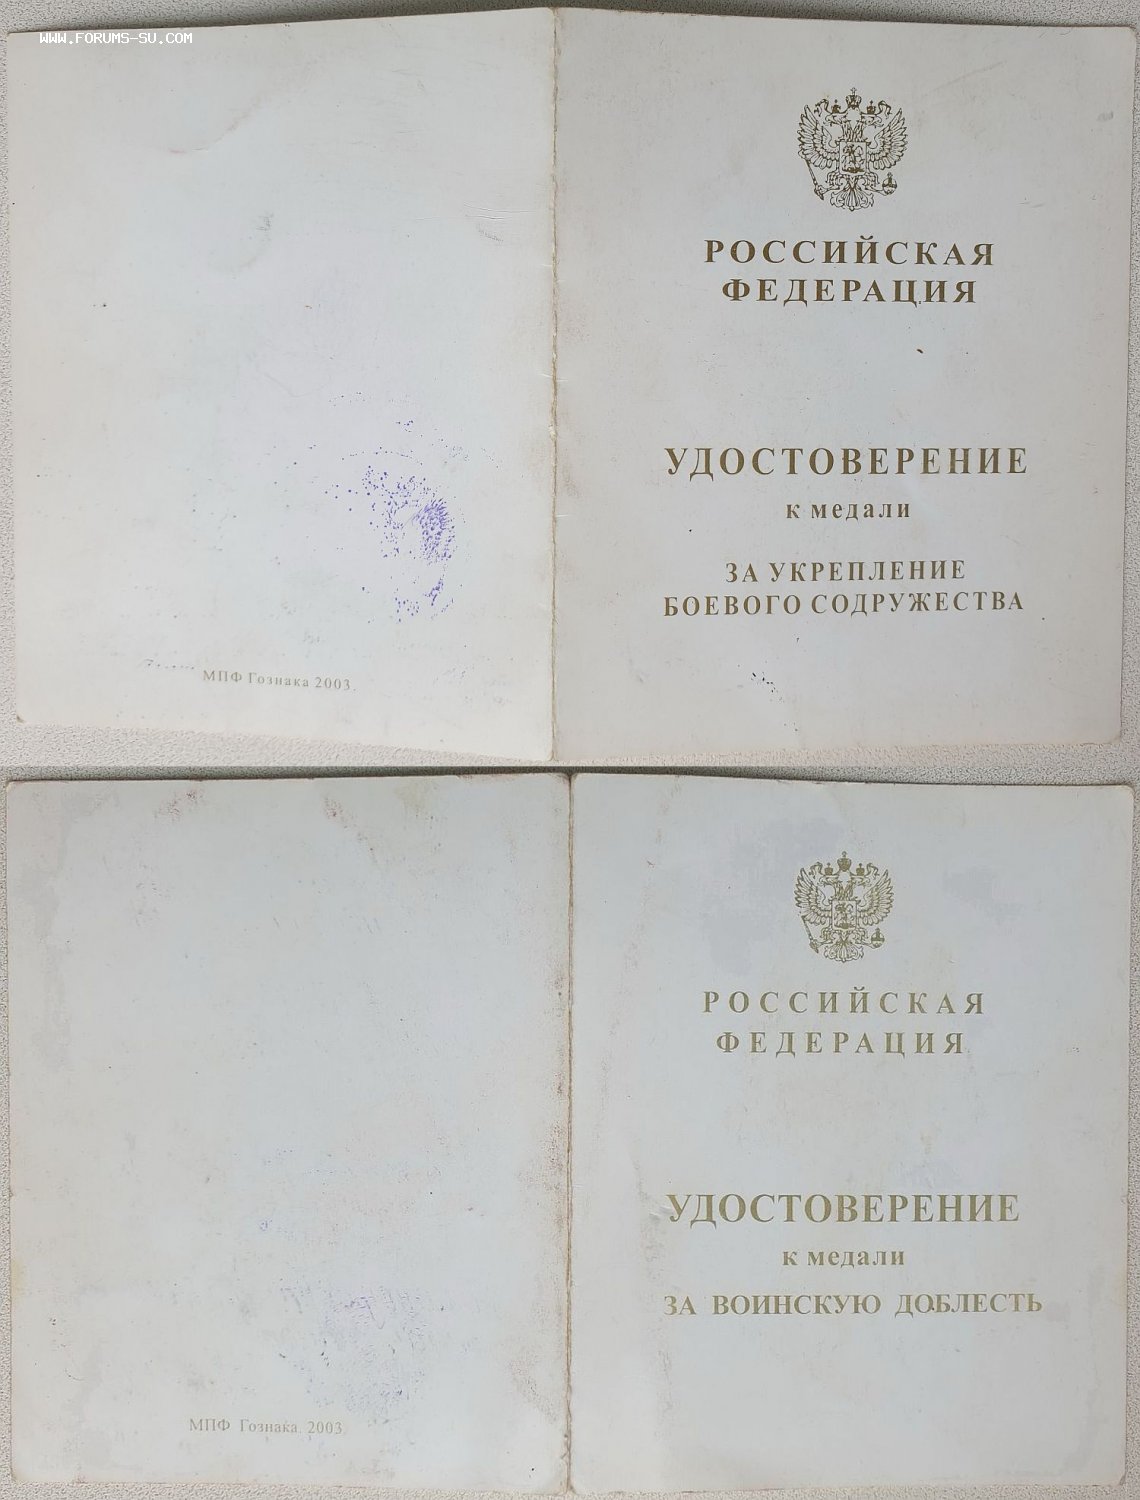 WWW.FORUMS-SU.COM
РОССИЙСКАЯ
ФЕДЕРАЦИЯ
УДОСТОВЕРЕНИЕ
к медали
ЗА УКРЕПЛЕНИЕ
БОЕВОГО СОДРУЖЕСТВА
МПФ Гознака 2003
РОССИЙСКАЯ
ФЕДЕРАЦИЯ
УДОСТОВЕРЕНИЕ
к медали
ЗА ВОИНСКУЮ ДОБЛЕСТЬ
МПФ Гознака. 2003